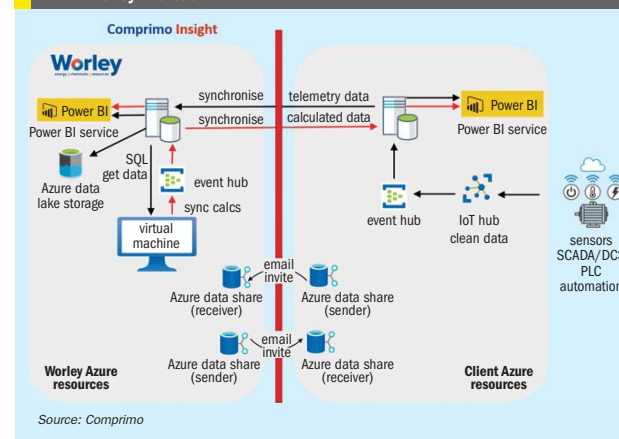 Comprimo Insight
Worley
energy | chemicals | resources
Power BI
Power BI service
Azure data
lake storage
SQL
get data
event hub
sync calcs
virtual
machine
synchronise
telemetry data
synchronise
calculated data
Power BI
Power BI service
event hub
IoT hub
clean data
sensors
SCADA/DCS
PLC
automation
email
invite
Azure data share
(receiver)
Azure data share
(sender)
email
invite
Azure data share
(sender)
Azure data share
(receiver)
Worley Azure
resources
Client Azure
resources
Source: Comprimo